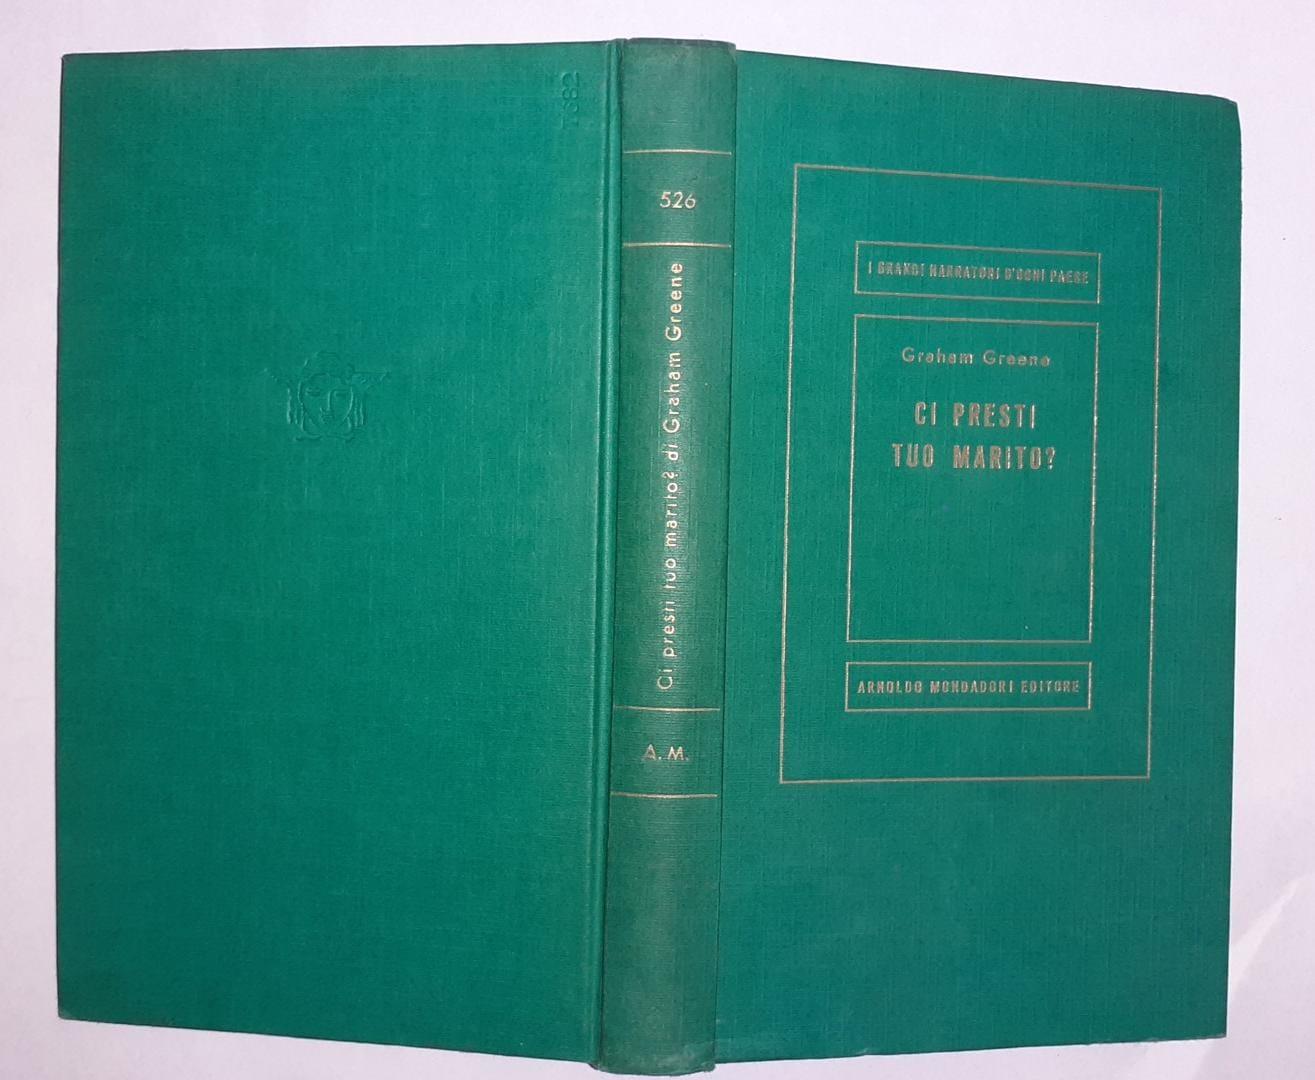 I GRANDI NARRATORI D'OGNI PAESE
Graham Greene
CI PRESTI
TUO MARITO?
ARNOLDO MONDADORI EDITORE
526
Ci presti tuo marito? di Graham Greene
A. M.